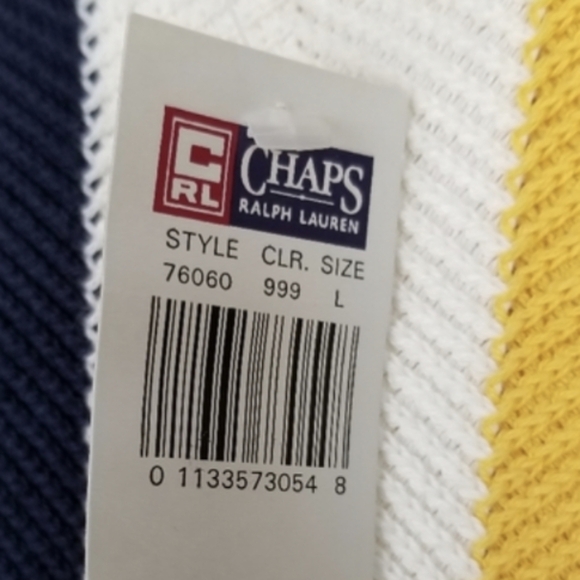 C
RL
CHAPS
RALPH LAUREN
STYLE CLR. SIZE
76060 999 L
0 1133573054 8